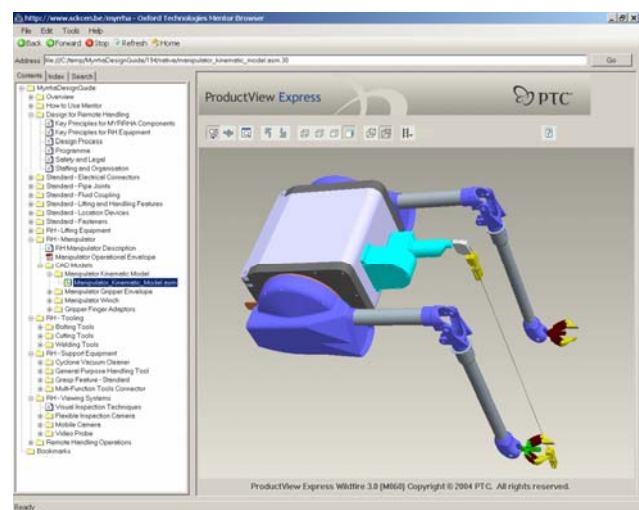 http://www.sckcen.be/myrrha - Oxford Technologies Mentor Browser
File Edit Tools Help
Back Forward Stop Refresh Home
Address file:///C:/temp/MyrrhaDesignGuide/194/native/manipulator_kinematic_model.asm.30 Go
Contents Index Search
MyrrhaDesignGuide
Overview
How to Use Mentor
Design for Remote Handling
Key Principles for MYRRHA Components
Key Principles for RH Equipment
Design Process
Programme
Safety and Legal
Staffing and Organisation
Standard - Electrical Connectors
Standard - Pipe Joints
Standard - Fluid Coupling
Standard - Lifting and Handling Features
Standard - Location Devices
Standard - Fasteners
RH - Lifting Equipment
RH - Manipulator
RH Manipulator Description
Manipulator Operational Envelope
CAD Models
Manipulator Kinematic Model
Manipulator_Kinematic_Model.asm
Manipulator Gripper Envelope
Manipulator Winch
Gripper Finger Adaptors
RH - Tooling
Bolting Tools
Cutting Tools
Welding Tools
RH - Support Equipment
Cyclone Vacuum Cleaner
General Purpose Handling Tool
Grasp Feature - Standard
Multi-Function Tools Connector
RH - Viewing Systems
Visual Inspection Techniques
Flexible Inspection Camera
Mobile Camera
Video Probe
Remote Handling Operations
Bookmarks
ProductView Express
PTC
ProductView Express Wildfire 3.0 (M060) Copyright © 2004 PTC. All rights reserved.
Ready